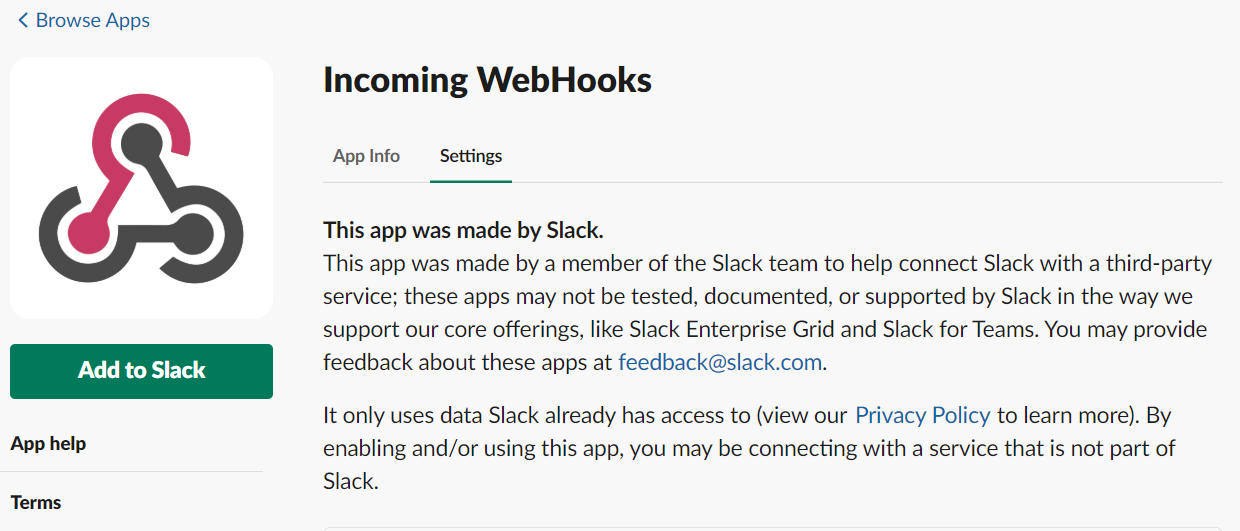 Browse Apps
Incoming WebHooks
App Info
Settings
This app was made by Slack.
This app was made by a member of the Slack team to help connect Slack with a third-party
service; these apps may not be tested, documented, or supported by Slack in the way we
support our core offerings, like Slack Enterprise Grid and Slack for Teams. You may provide
feedback about these apps at feedback@slack.com.
It only uses data Slack already has access to (view our Privacy Policy to learn more). By
enabling and/or using this app, you may be connecting with a service that is not part of
Slack.
Add to Slack
App help
Terms